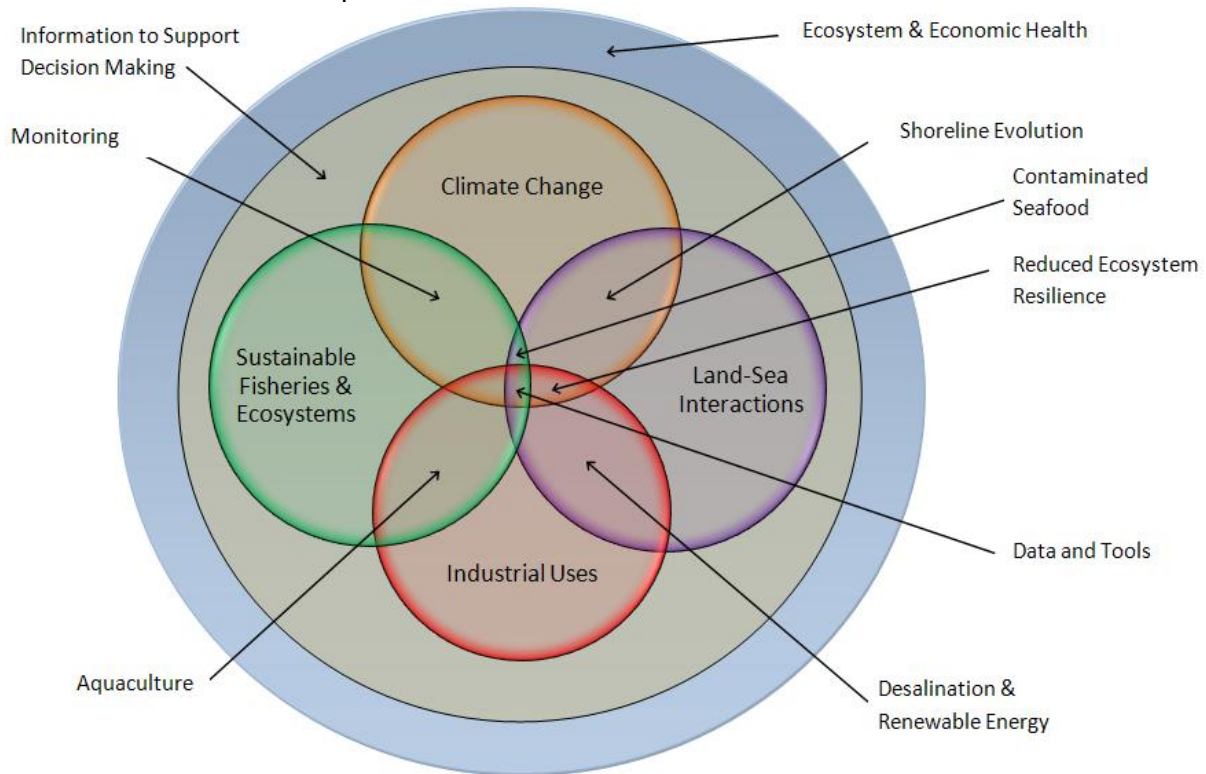 Information to Support
Decision Making
Ecosystem & Economic Health
Monitoring
Shoreline Evolution
Contaminated
Seafood
Climate Change
Reduced Ecosystem
Resilience
Sustainable
Fisheries &
Ecosystems
Land-Sea
Interactions
Industrial Uses
Data and Tools
Aquaculture
Desalination &
Renewable Energy